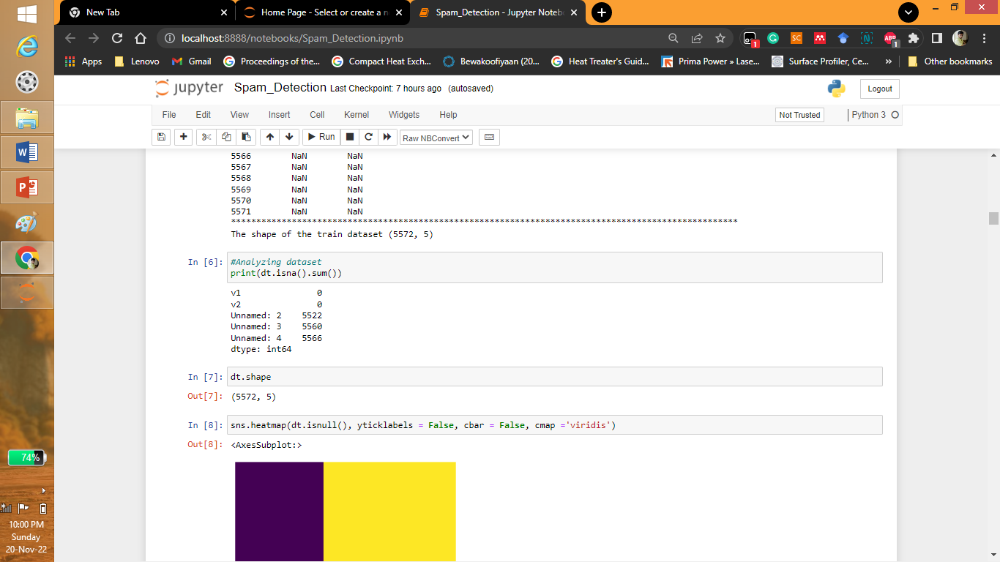 New Tab
Home Page - Select or create a n
Spam_Detection - Jupyter Noteb
localhost:8888/notebooks/Spam_Detection.ipynb
Apps
Lenovo
Gmail
Proceedings of the...
Compact Heat Exch...
Bewakoofiyaan (20...
Heat Treater's Guid...
Prima Power » Lase...
Surface Profiler, Ce...
»
Other bookmarks
jupyter Spam_Detection Last Checkpoint: 7 hours ago (autosaved)
Logout
File Edit View Insert Cell Kernel Widgets Help
Not Trusted
Python 3
Run
Raw NBConvert
5566 NaN NaN
5567 NaN NaN
5568 NaN NaN
5569 NaN NaN
5570 NaN NaN
5571 NaN NaN
****************************************************************************************************
The shape of the train dataset (5572, 5)
In [6]:
#Analyzing dataset
print(dt.isna().sum())
v1 0
v2 0
Unnamed: 2 5522
Unnamed: 3 5560
Unnamed: 4 5566
dtype: int64
In [7]: dt.shape
Out[7]: (5572, 5)
In [8]: sns.heatmap(dt.isnull(), yticklabels = False, cbar = False, cmap ='viridis')
Out[8]: <AxesSubplot:>
74%
10:00 PM
Sunday
20-Nov-22